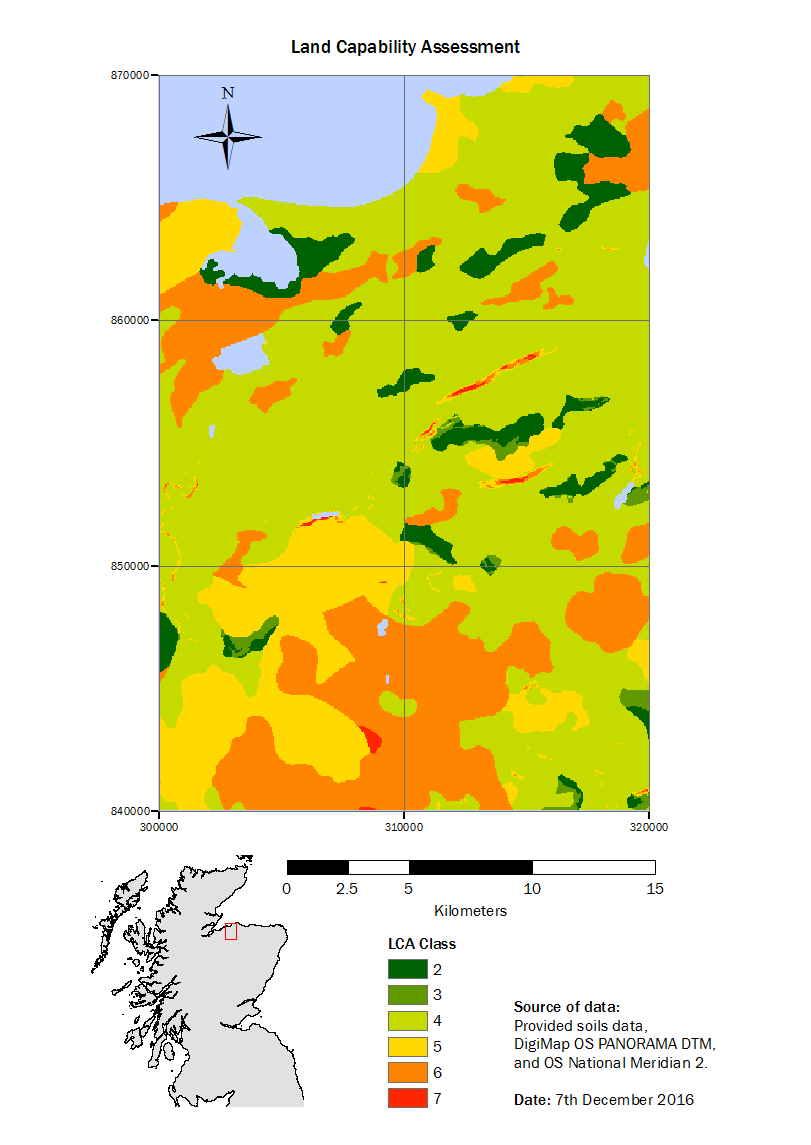 Land Capability Assessment
870000
N
860000
850000
840000
300000 310000 320000
0 2.5 5 10 15
Kilometers
LCA Class
2
3
4
5
6
7
Source of data:
Provided soils data,
DigiMap OS PANORAMA DTM,
and OS National Meridian 2.
Date: 7th December 2016